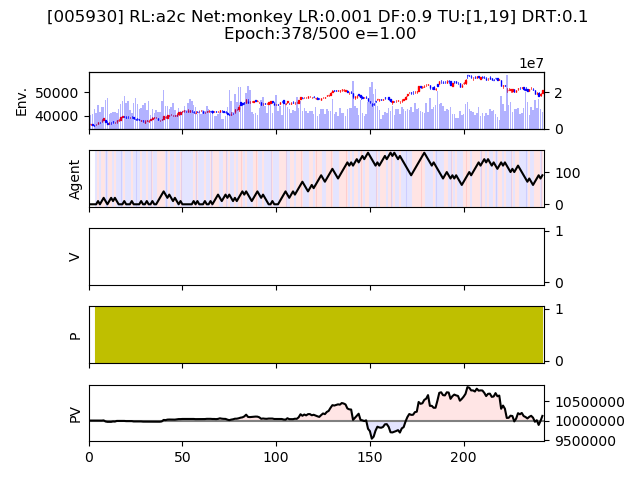 [005930] RL:a2c Net:monkey LR:0.001 DF:0.9 TU:[1,19] DRT:0.1
Epoch:378/500 e=1.00
1e7
Env.
50000
40000
2
0
Agent
100
0
V
1
0
P
1
0
PV
10500000
10000000
9500000
0 50 100 150 200